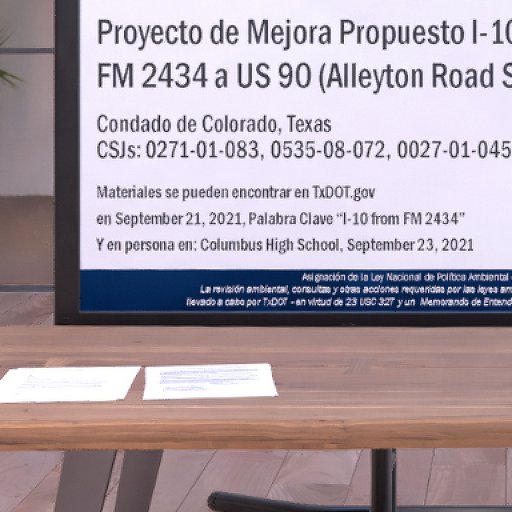 Proyecto de Mejora Propuesto I-10
FM 2434 a US 90 (Alleyton Road S
Condado de Colorado, Texas
CSJs: 0271-01-083, 0535-08-072, 0027-01-045
Materiales se pueden encontrar en TxDOT.gov
en September 21, 2021, Palabra Clave “I-10 from FM 2434”
Y en persona en: Columbus High School, September 23, 2021
Asignación de la Ley Nacional de Política Ambiental
La revisión ambiental, consultas y otras acciones requeridas por las leyes am
llevado a cabo por TxDOT - en virtud de 23 USC 327 y un Memorando de Entend